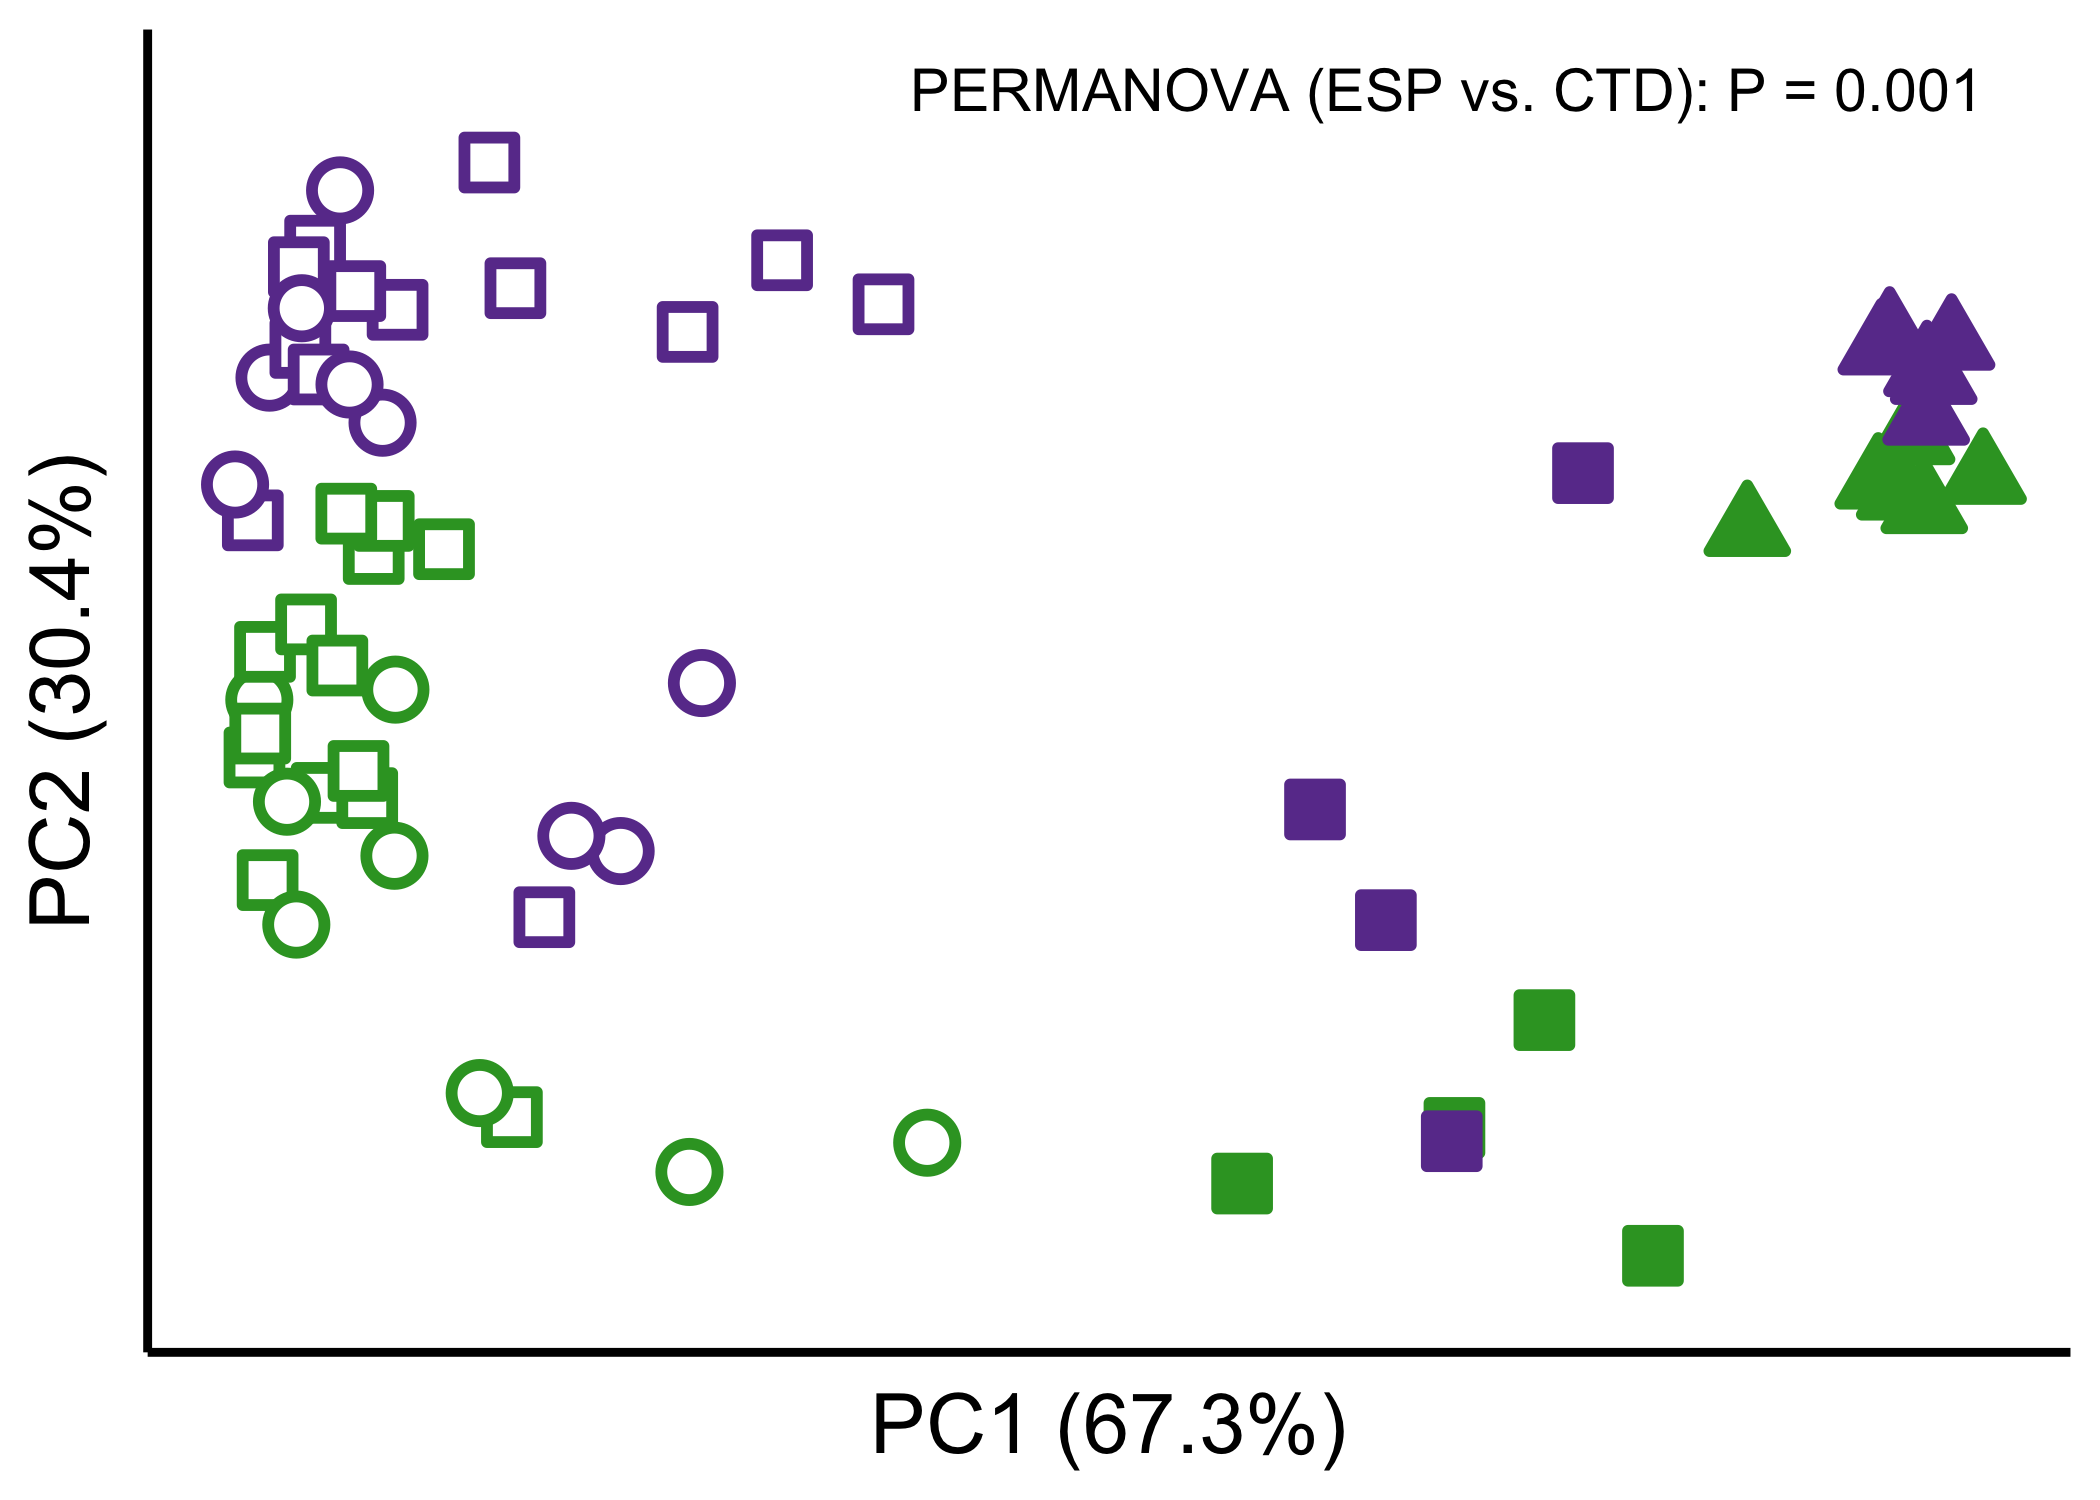 PERMANOVA (ESP vs. CTD): P = 0.001
PC2 (30.4%)
PC1 (67.3%)